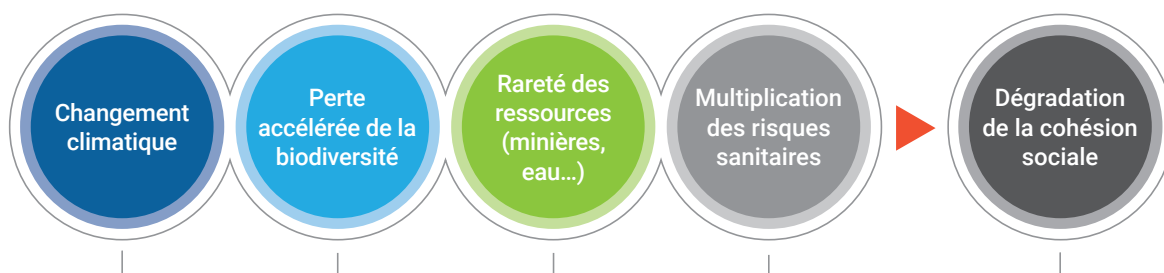 Changement
climatique
Perte
accélérée de la
biodiversité
Rareté des
ressources
(minières,
eau…)
Multiplication
des risques
sanitaires
Dégradation
de la cohésion
sociale